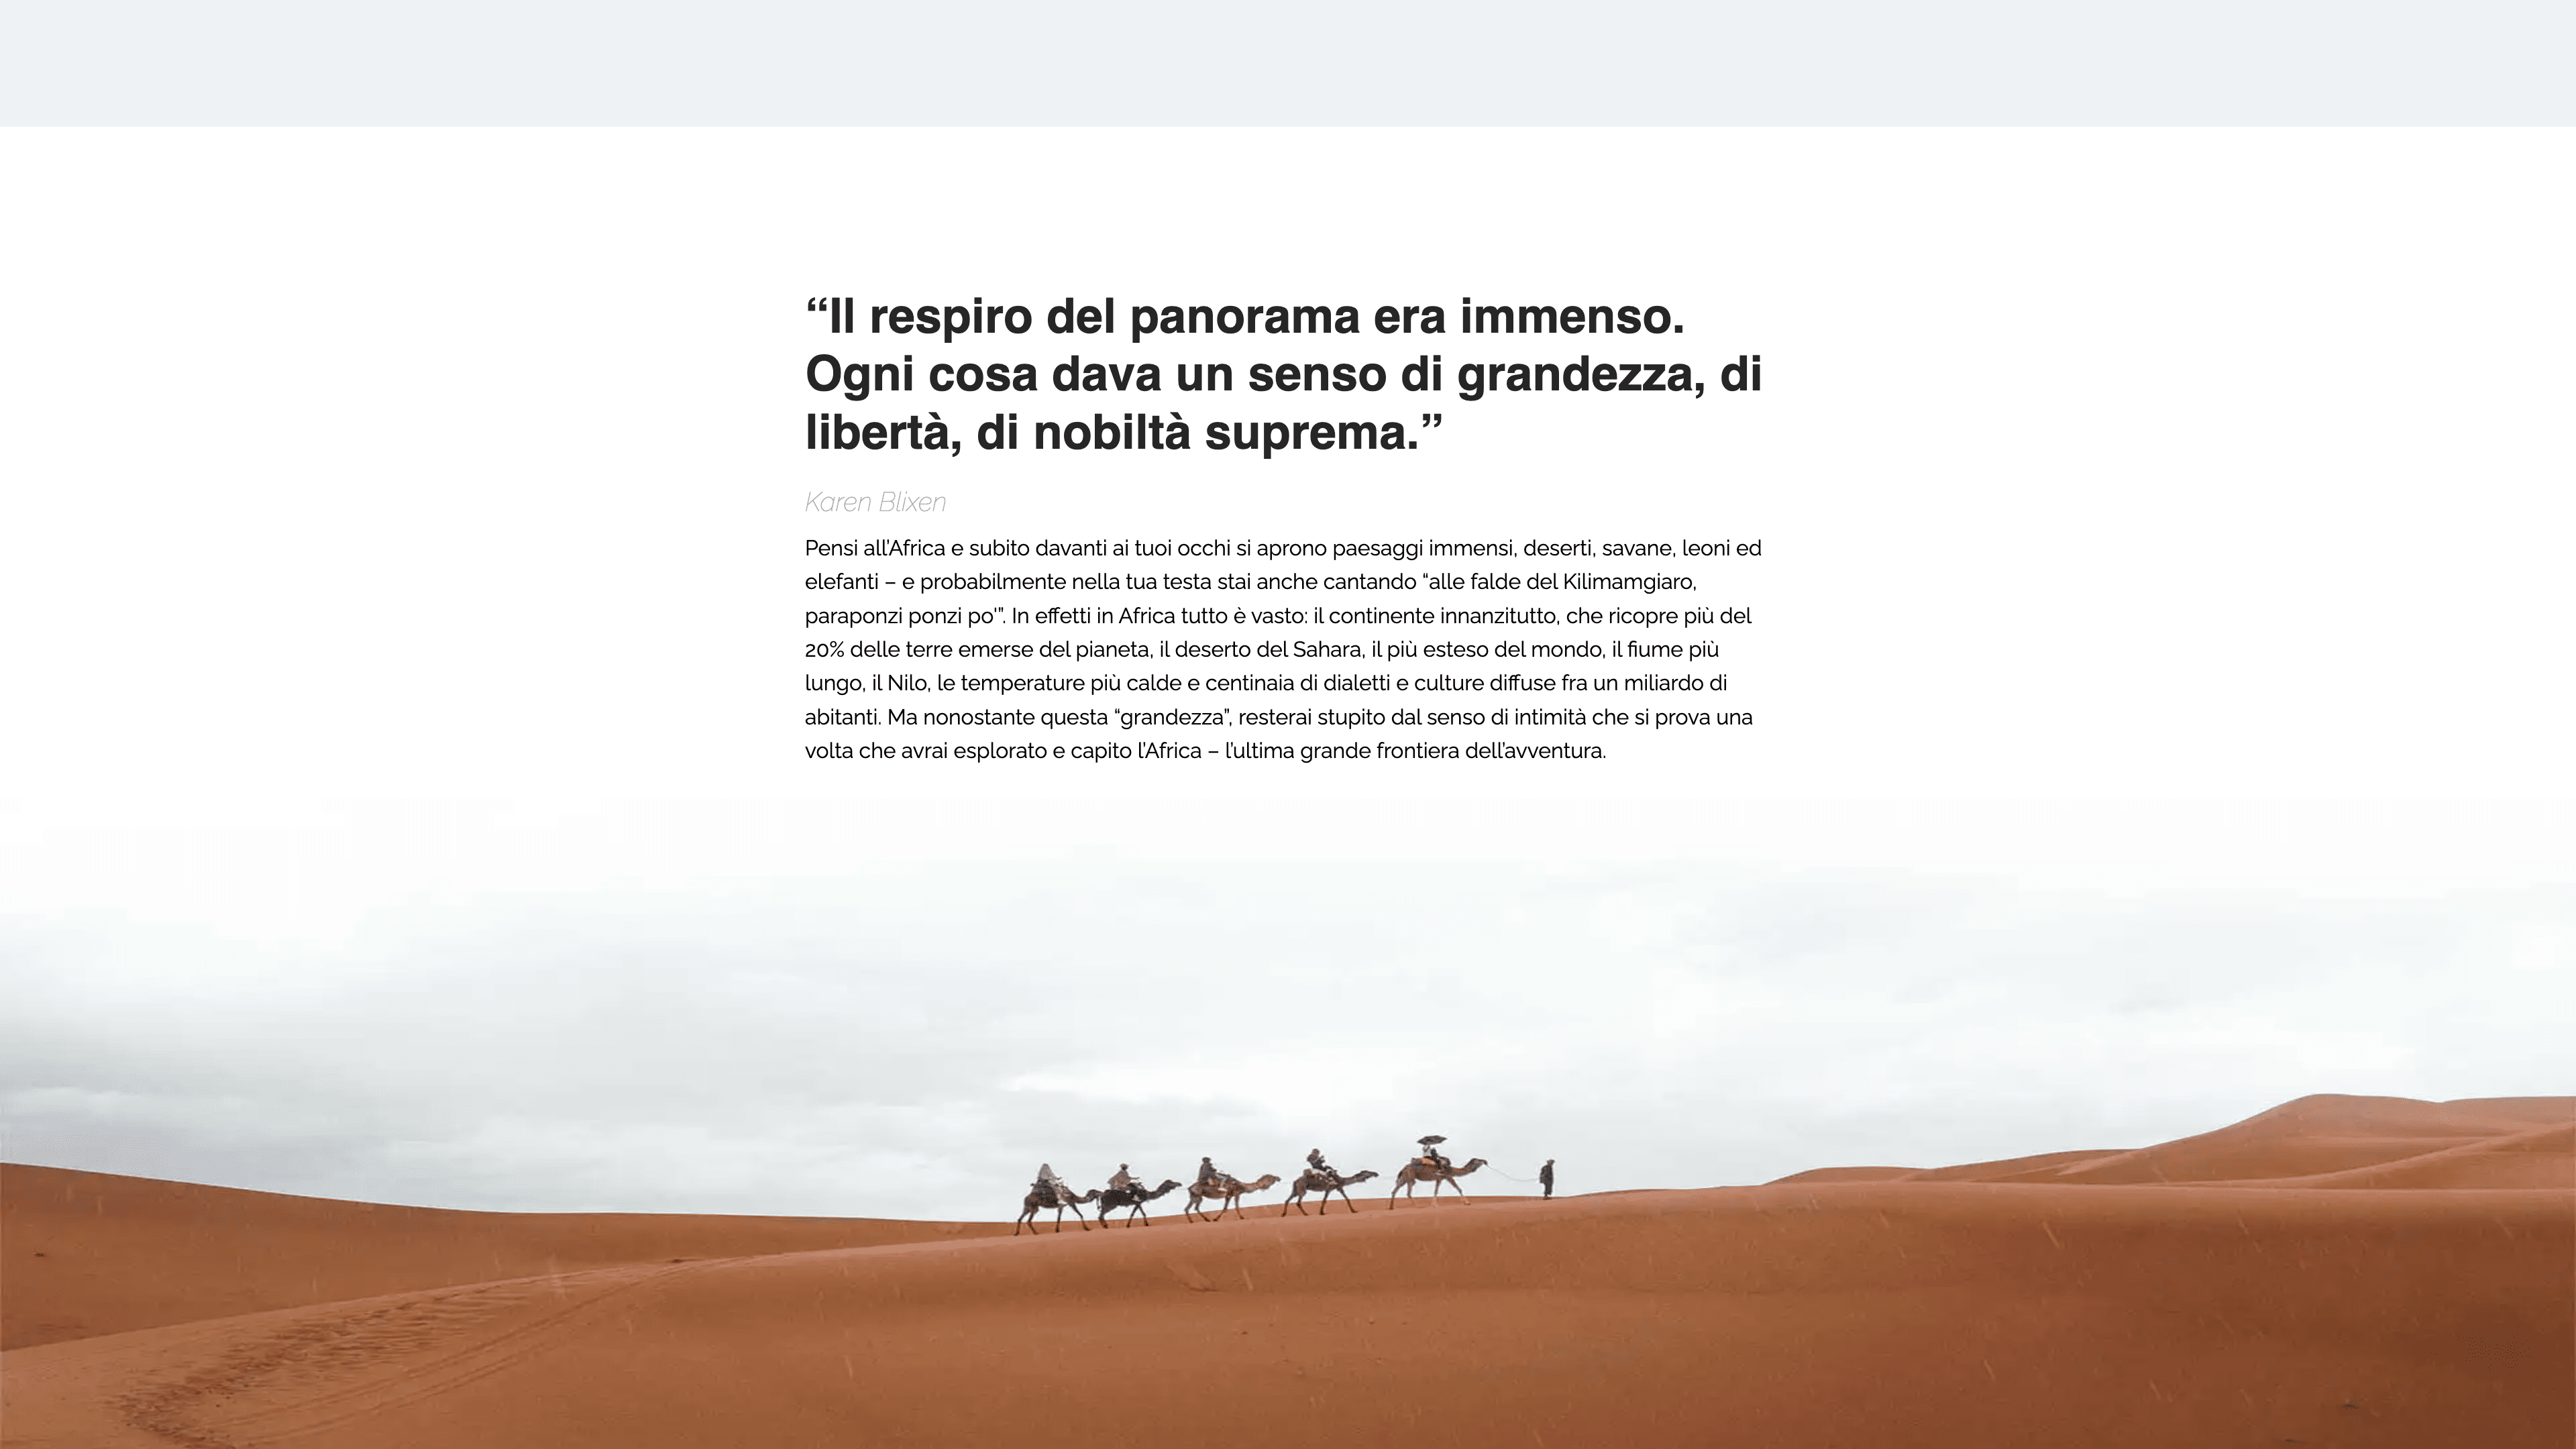 “Il respiro del panorama era immenso.
Ogni cosa dava un senso di grandezza, di
libertà, di nobiltà suprema.”
Karen Blixen
Pensi all’Africa e subito davanti ai tuoi occhi si aprono paesaggi immensi, deserti, savane, leoni ed
elefanti – e probabilmente nella tua testa stai anche cantando “alle falde del Kilimamgiaro,
paraponzi ponzi po'”. In effetti in Africa tutto è vasto: il continente innanzitutto, che ricopre più del
20% delle terre emerse del pianeta, il deserto del Sahara, il più esteso del mondo, il fiume più
lungo, il Nilo, le temperature più calde e centinaia di dialetti e culture diffuse fra un miliardo di
abitanti. Ma nonostante questa “grandezza”, resterai stupito dal senso di intimità che si prova una
volta che avrai esplorato e capito l’Africa – l’ultima grande frontiera dell’avventura.